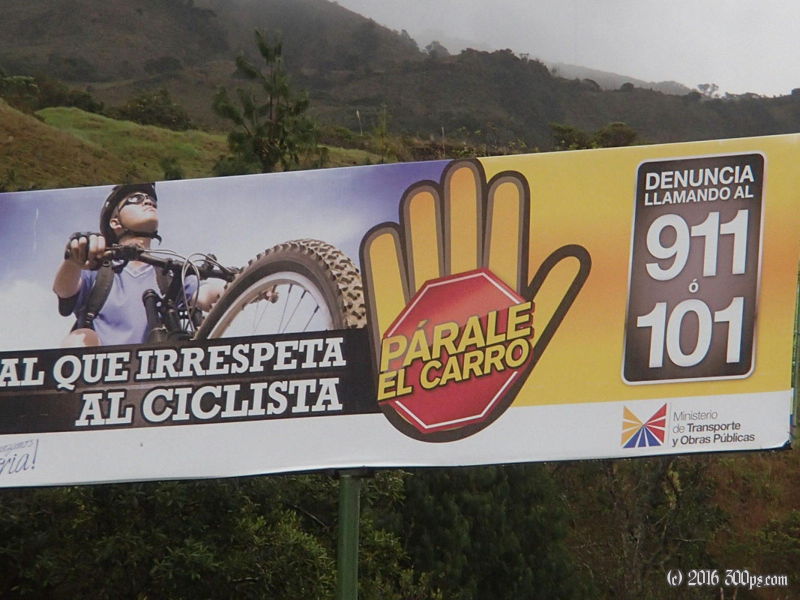 AL QUE IRRESPETA
AL CICLISTA
PÁRALE
EL CARRO
DENUNCIA
LLAMANDO AL
911
ó
101
Ministerio
de Transporte
y Obras Públicas
(c) 2016 300ps.com